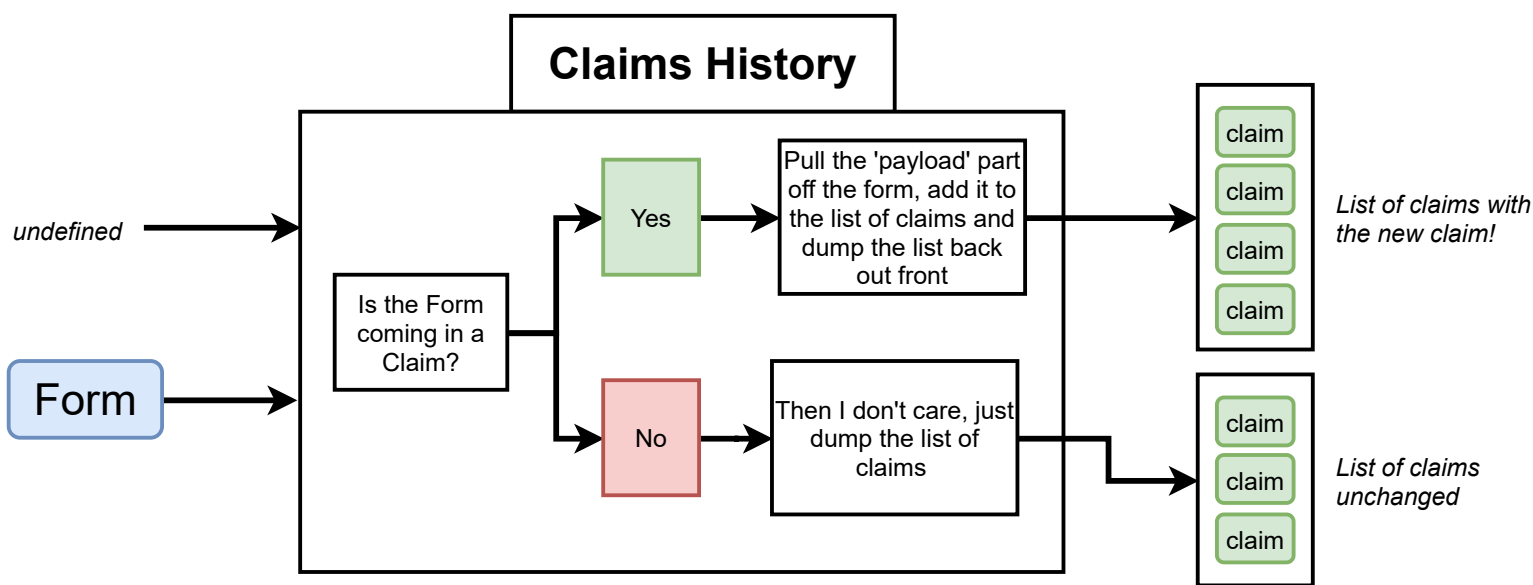 Claims History
undefined
Form
Is the Form
coming in a
Claim?
Yes
Pull the 'payload' part
off the form, add it to
the list of claims and
dump the list back
out front
No
Then I don't care, just
dump the list of
claims
claim
claim
claim
claim
List of claims with
the new claim!
claim
claim
claim
List of claims
unchanged